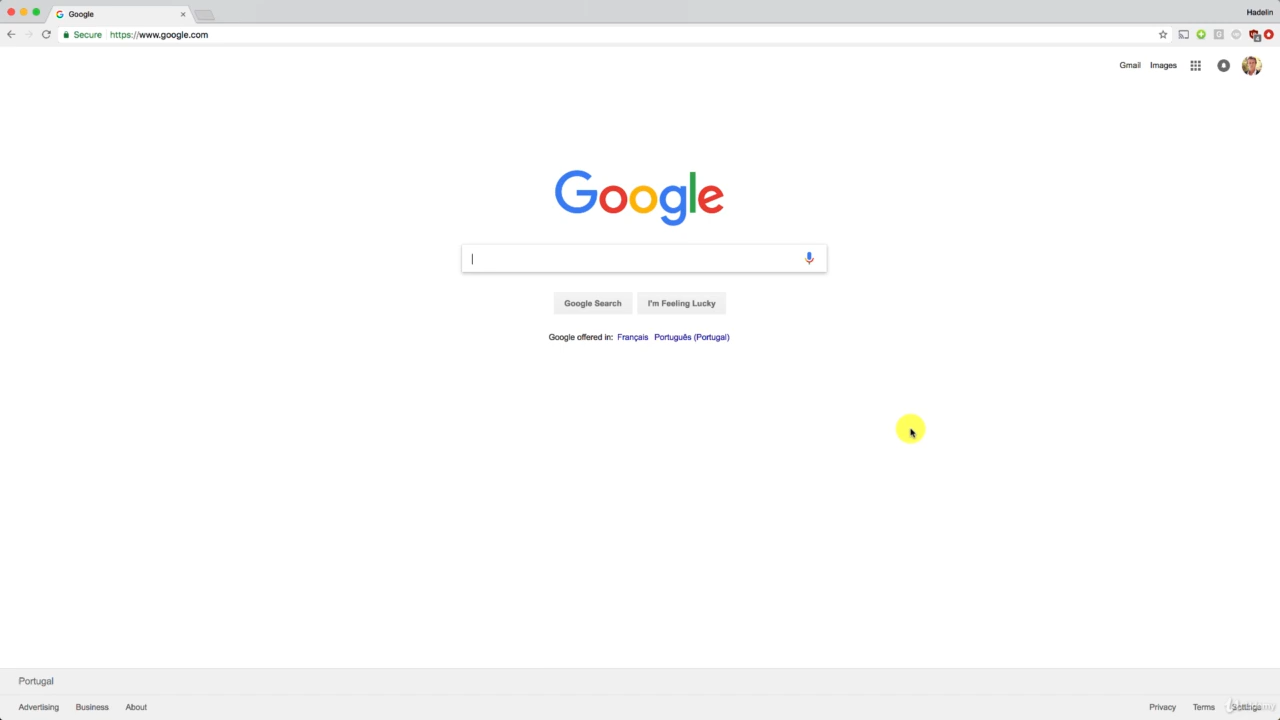 Google
Hadelin
Secure https://www.google.com
Gmail Images
Google
Google Search I'm Feeling Lucky
Google offered in: Français Português (Portugal)
Portugal
Advertising Business About
Privacy Terms Settings